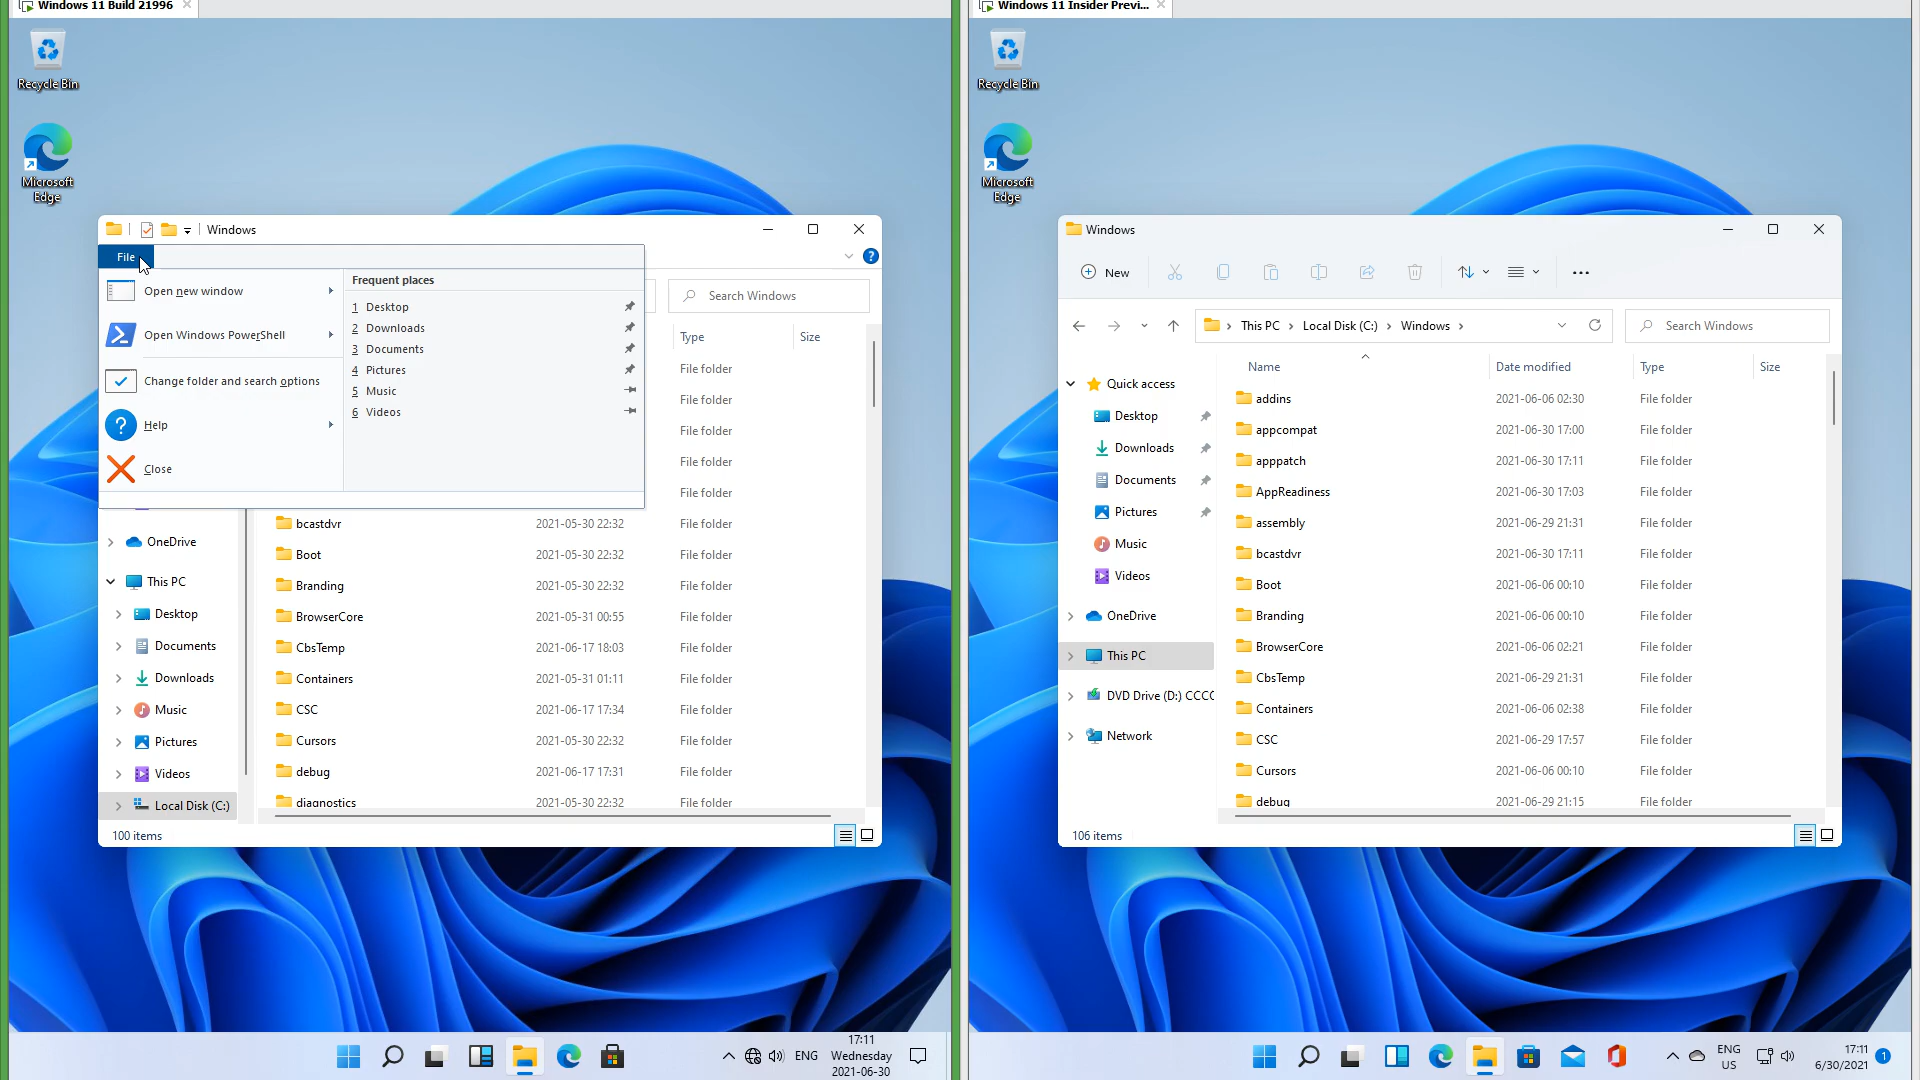 Windows 11 Build 21996
Recycle Bin
Microsoft
Edge
Windows
File
Open new window
Open Windows PowerShell
Change folder and search options
Help
Close
Frequent places
1 Desktop
2 Downloads
3 Documents
4 Pictures
5 Music
6 Videos
Search Windows
Type Size
File folder
File folder
File folder
File folder
File folder
bcastdvr 2021-05-30 22:32 File folder
Boot 2021-05-30 22:32 File folder
Branding 2021-05-30 22:32 File folder
BrowserCore 2021-05-31 00:55 File folder
CbsTemp 2021-06-17 18:03 File folder
Containers 2021-05-31 01:11 File folder
CSC 2021-06-17 17:34 File folder
Cursors 2021-05-30 22:32 File folder
debug 2021-06-17 17:31 File folder
diagnostics 2021-05-30 22:32 File folder
OneDrive
This PC
Desktop
Documents
Downloads
Music
Pictures
Videos
Local Disk (C:)
100 items
ENG
17:11
Wednesday
2021-06-30
Windows 11 Insider Previ...
Recycle Bin
Microsoft
Edge
Windows
New
This PC › Local Disk (C:) › Windows ›
Search Windows
Quick access
Desktop
Downloads
Documents
Pictures
Music
Videos
OneDrive
This PC
DVD Drive (D:) CCC
Network
Name Date modified Type Size
addins 2021-06-06 02:30 File folder
appcompat 2021-06-30 17:00 File folder
apppatch 2021-06-30 17:11 File folder
AppReadiness 2021-06-30 17:03 File folder
assembly 2021-06-29 21:31 File folder
bcastdvr 2021-06-30 17:11 File folder
Boot 2021-06-06 00:10 File folder
Branding 2021-06-06 00:10 File folder
BrowserCore 2021-06-06 02:21 File folder
CbsTemp 2021-06-29 21:31 File folder
Containers 2021-06-06 02:38 File folder
CSC 2021-06-29 17:57 File folder
Cursors 2021-06-06 00:10 File folder
debug 2021-06-29 21:15 File folder
106 items
ENG
US
17:11
6/30/2021
1